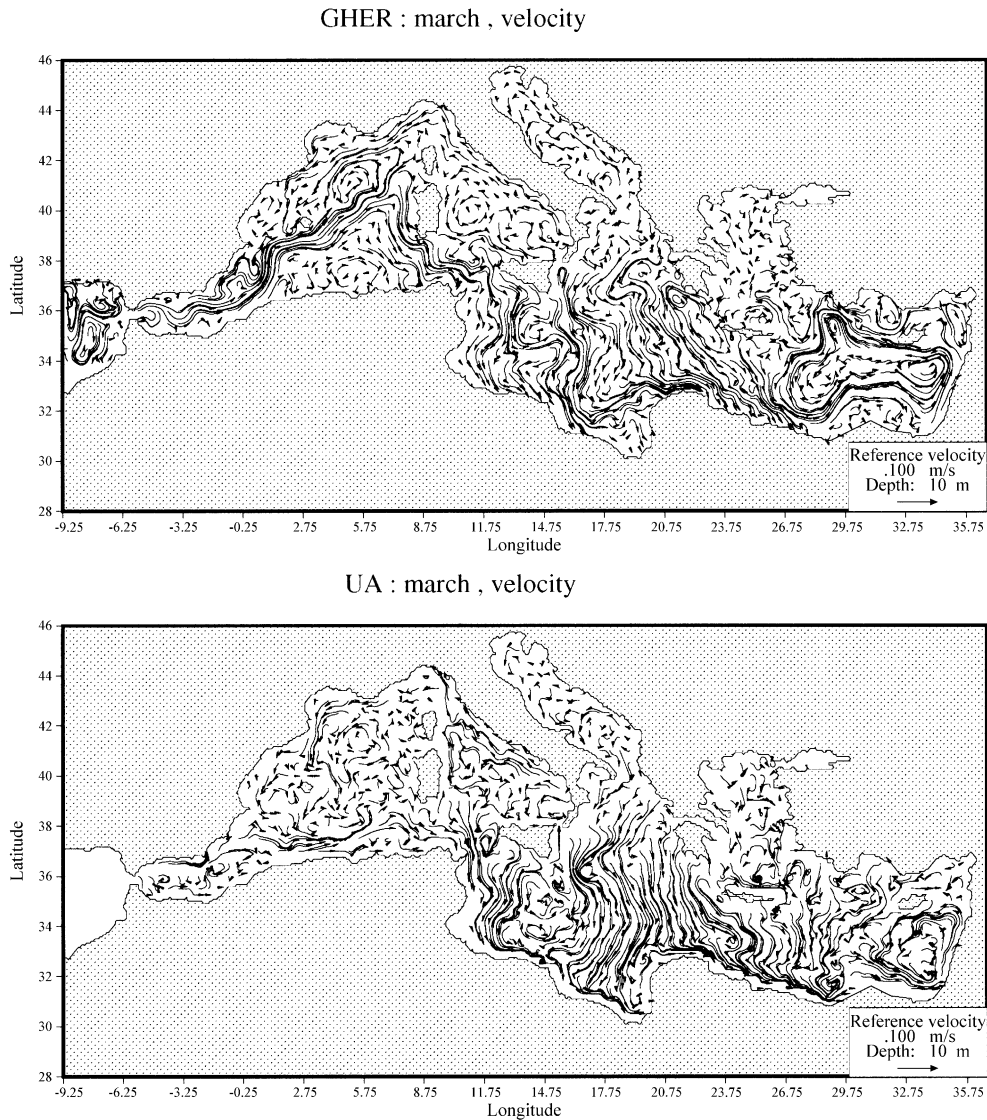 GHER : march , velocity
46
44
42
40
38
36
34
32
30
28
Latitude
-9.25 -6.25 -3.25 -0.25 2.75 5.75 8.75 11.75 14.75 17.75 20.75 23.75 26.75 29.75 32.75 35.75
Longitude
Reference velocity
.100 m/s
Depth: 10 m
UA : march , velocity
46
44
42
40
38
36
34
32
30
28
Latitude
-9.25 -6.25 -3.25 -0.25 2.75 5.75 8.75 11.75 14.75 17.75 20.75 23.75 26.75 29.75 32.75 35.75
Longitude
Reference velocity
.100 m/s
Depth: 10 m